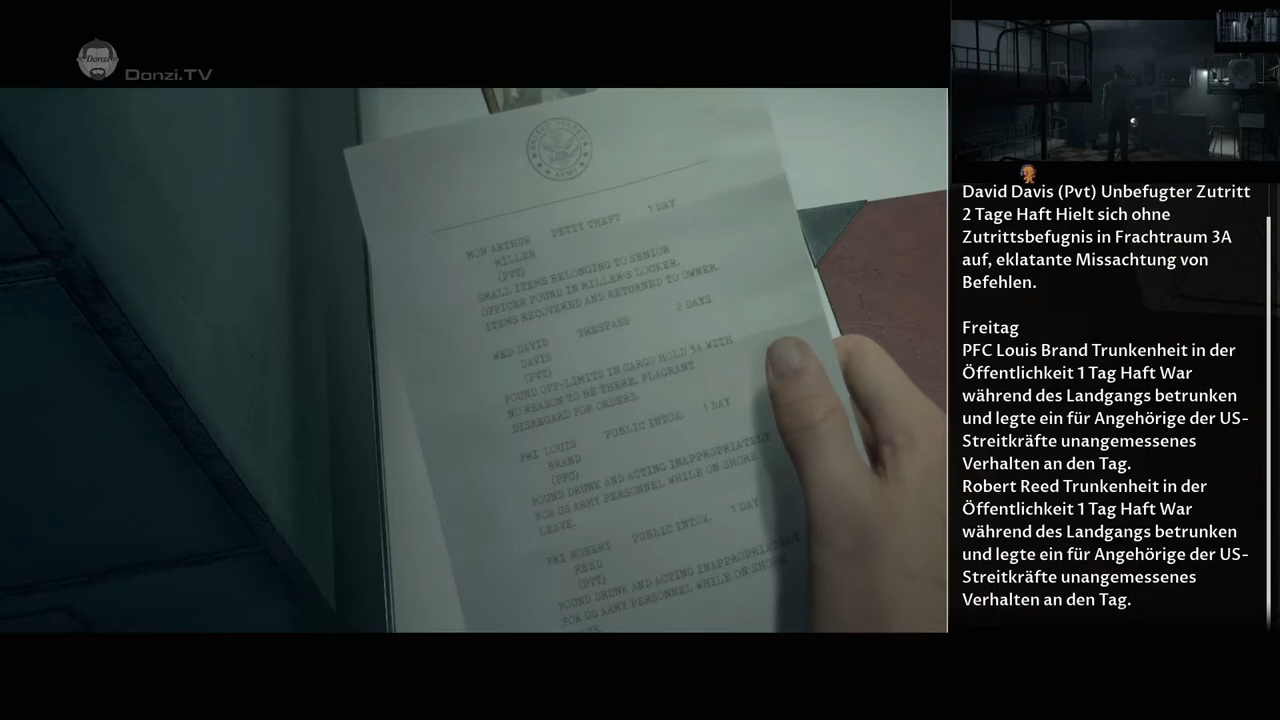 Donzi
Donzi.TV
UNITED STATES
ARMY
MON ARTHUR PETTY THEFT 1 DAY
MILLER
(PVT)
SMALL ITEMS BELONGING TO SENIOR
OFFICER FOUND IN MILLER'S LOCKER.
ITEMS RECOVERED AND RETURNED TO OWNER.
WED DAVID TRESPASS 2 DAYS
DAVIS
(PVT)
FOUND OFF-LIMITS IN CARGO HOLD 3A WITH
NO REASON TO BE THERE, FLAGRANT
DISREGARD FOR ORDERS.
FRI LOUIS PUBLIC INTOX. 1 DAY
BRAND
(PFC)
FOUND DRUNK AND ACTING INAPPROPRIATELY
FOR US ARMY PERSONNEL WHILE ON SHORE
LEAVE.
FRI ROBERT PUBLIC INTOX. 1 DAY
REED
(PVT)
FOUND DRUNK AND ACTING INAPPROPRIATELY
FOR US ARMY PERSONNEL WHILE ON SHORE
David Davis (Pvt) Unbefugter Zutritt
2 Tage Haft Hielt sich ohne
Zutrittsbefugnis in Frachtraum 3A
auf, eklatante Missachtung von
Befehlen.
Freitag
PFC Louis Brand Trunkenheit in der
Öffentlichkeit 1 Tag Haft War
während des Landgangs betrunken
und legte ein für Angehörige der US-
Streitkräfte unangemessenes
Verhalten an den Tag.
Robert Reed Trunkenheit in der
Öffentlichkeit 1 Tag Haft War
während des Landgangs betrunken
und legte ein für Angehörige der US-
Streitkräfte unangemessenes
Verhalten an den Tag.